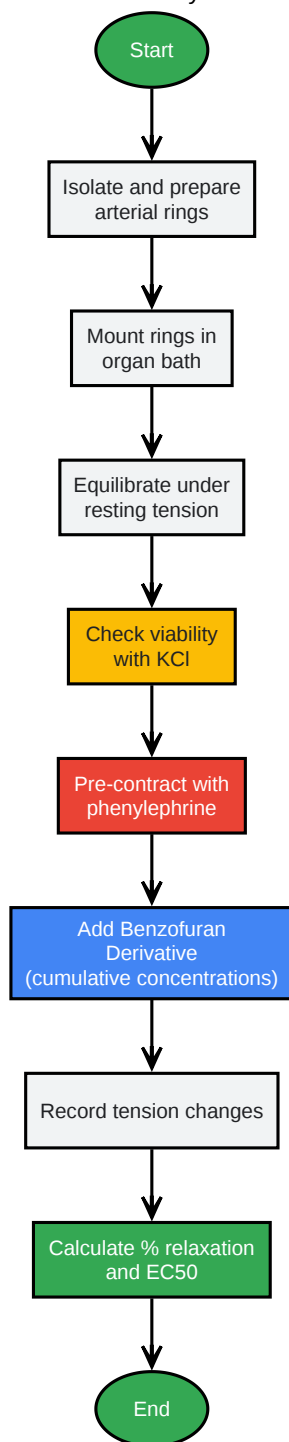 Start
Isolate and prepare
arterial rings
Mount rings in
organ bath
Equilibrate under
resting tension
Check viability
with KCl
Pre-contract with
phenylephrine
Add Benzofuran
Derivative
(cumulative concentrations)
Record tension changes
Calculate % relaxation
and EC50
End